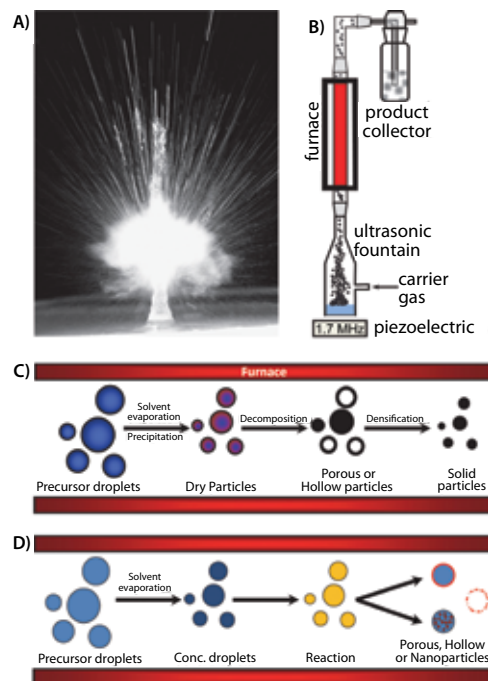 A)
B)
furnace
product
collector
ultrasonic
fountain
carrier
gas
1.7 MHz
piezoelectric
C)
Furnace
Solvent
evaporation
Precipitation
Decomposition
Densification
Precursor droplets
Dry Particles
Porous or
Hollow particles
Solid
particles
D)
Solvent
evaporation
Precursor droplets
Conc. droplets
Reaction
Porous, Hollow
or Nanoparticles